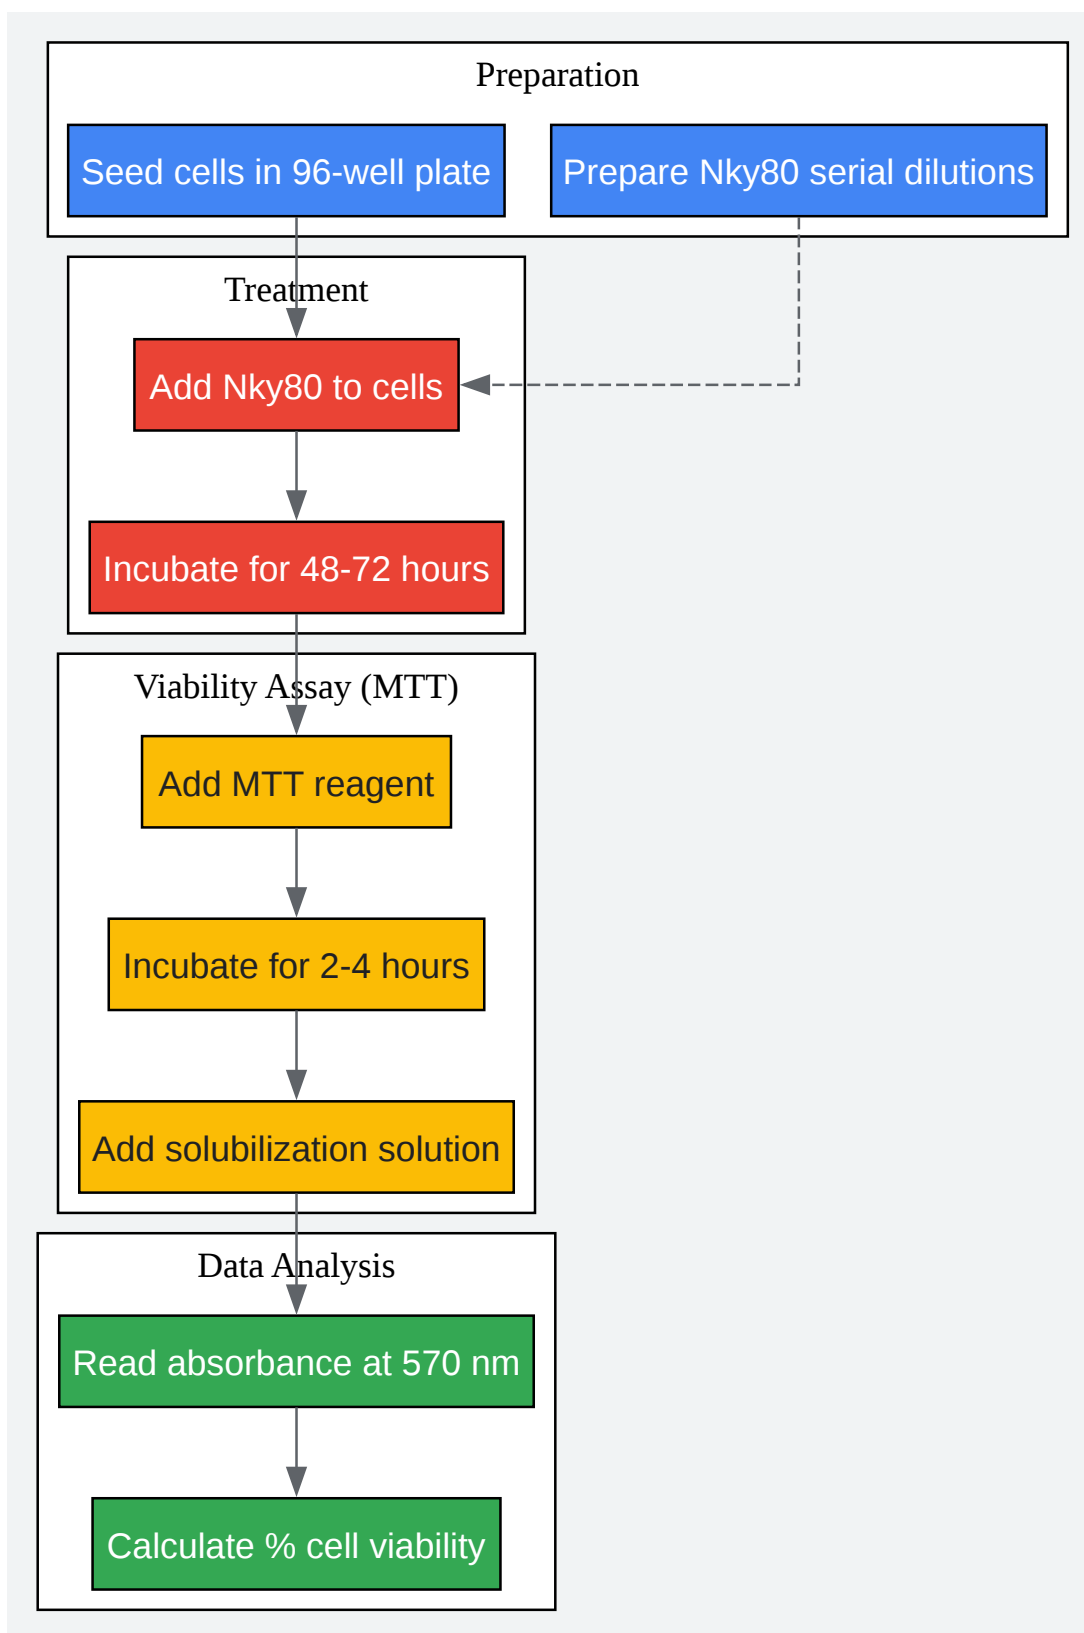 Preparation
Seed cells in 96-well plate
Prepare Nky80 serial dilutions
Treatment
Add Nky80 to cells
Incubate for 48-72 hours
Viability Assay (MTT)
Add MTT reagent
Incubate for 2-4 hours
Add solubilization solution
Data Analysis
Read absorbance at 570 nm
Calculate % cell viability